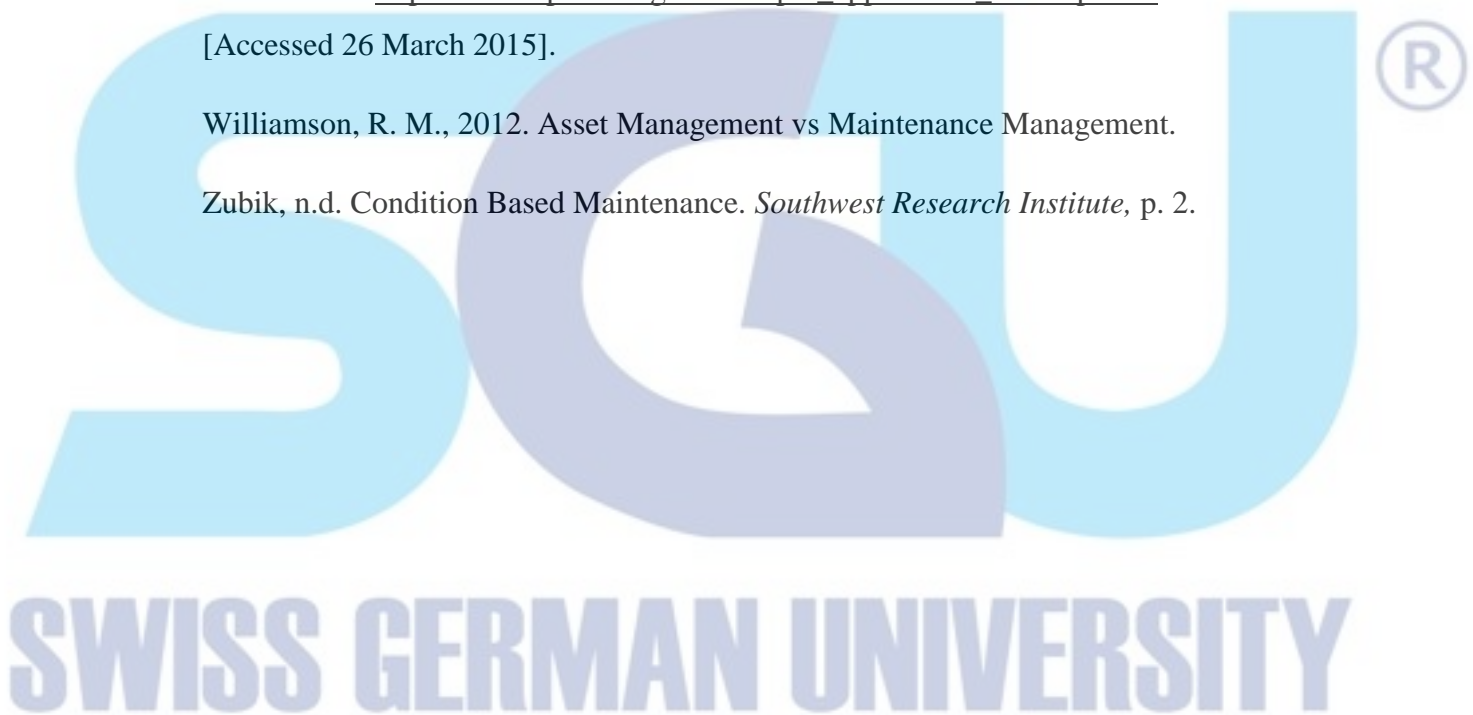 [Accessed 26 March 2015].
Williamson, R. M., 2012. Asset Management vs Maintenance Management.
Zubik, n.d. Condition Based Maintenance. Southwest Research Institute, p. 2.
SGU ®
SWISS GERMAN UNIVERSITY